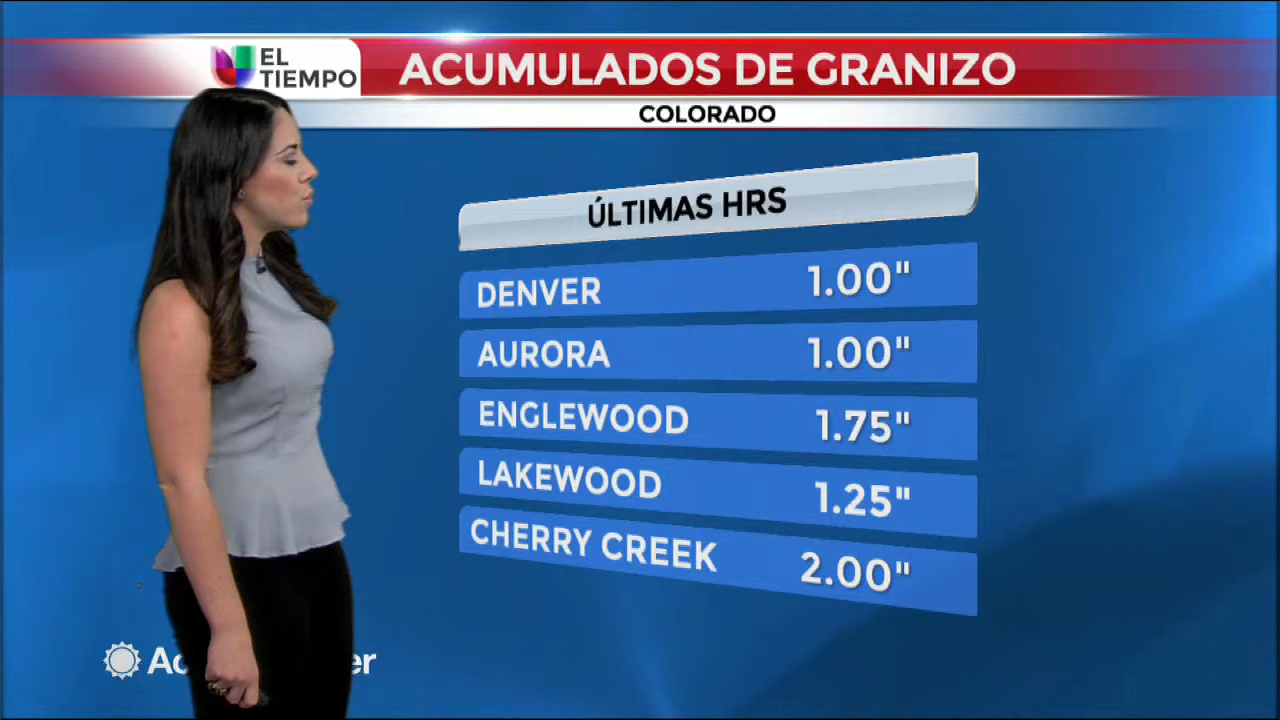 EL
TIEMPO
ACUMULADOS DE GRANIZO
COLORADO
ÚLTIMAS HRS
DENVER 1.00"
AURORA 1.00"
ENGLEWOOD 1.75"
LAKEWOOD 1.25"
CHERRY CREEK 2.00"